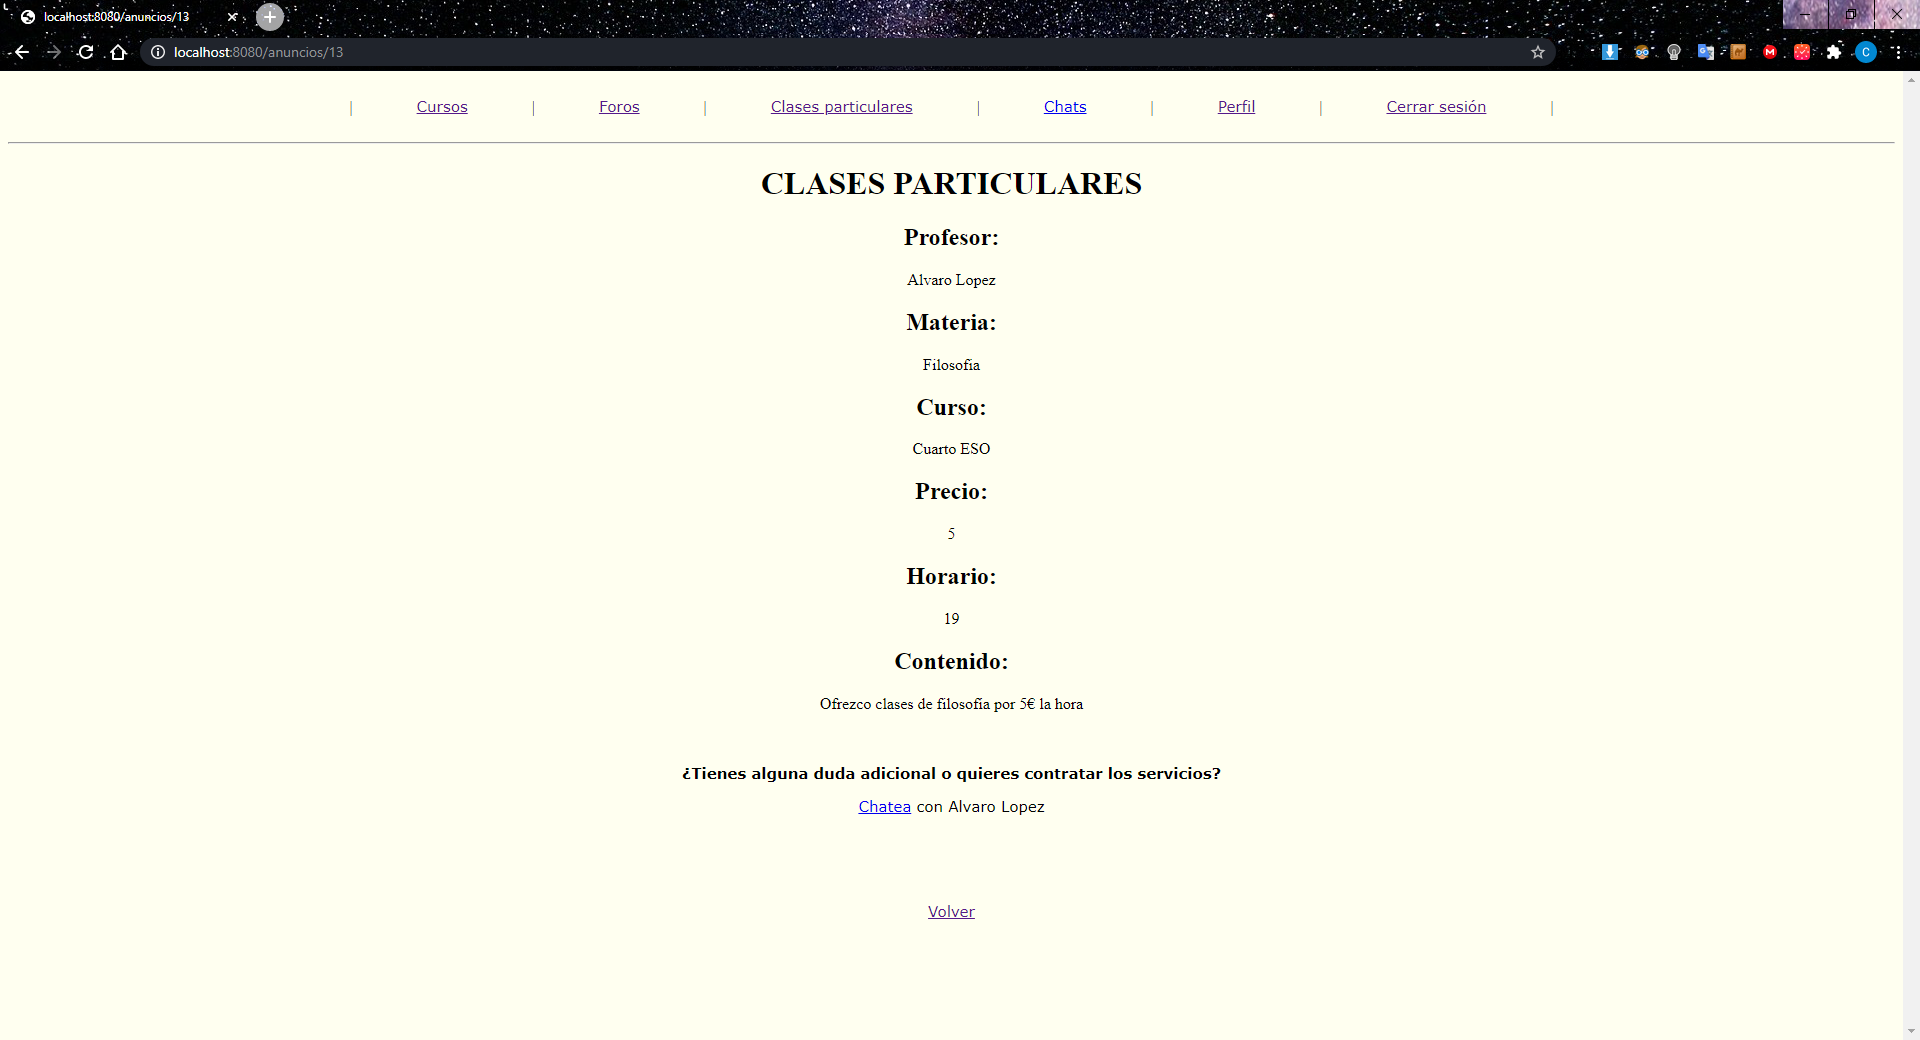 localhost:8080/anuncios/13
localhost:8080/anuncios/13
| Cursos | Foros | Clases particulares | Chats | Perfil | Cerrar sesión |
CLASES PARTICULARES
Profesor:
Alvaro Lopez
Materia:
Filosofía
Curso:
Cuarto ESO
Precio:
5
Horario:
19
Contenido:
Ofrezco clases de filosofía por 5€ la hora
¿Tienes alguna duda adicional o quieres contratar los servicios?
Chatea con Alvaro Lopez
Volver